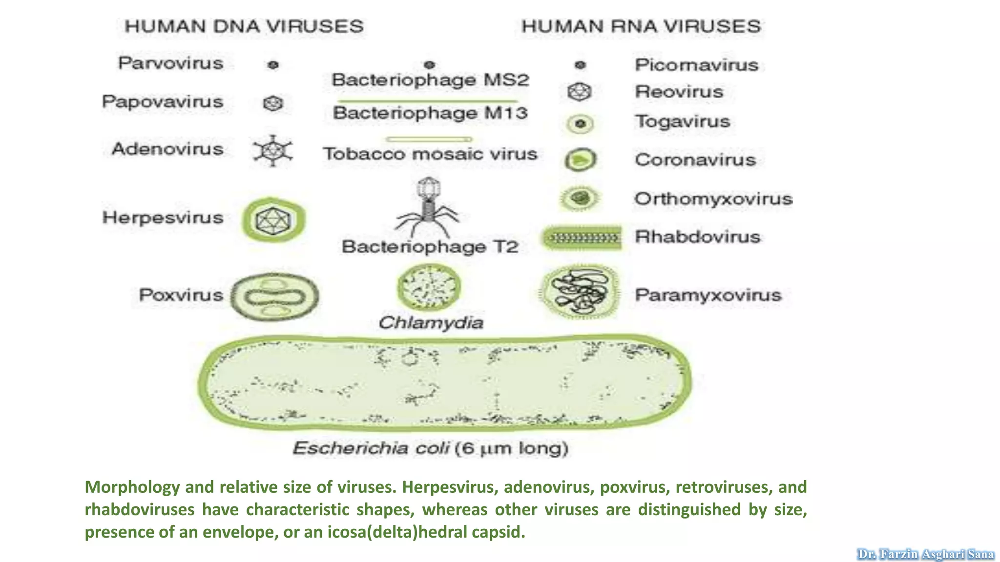 HUMAN DNA VIRUSES
Parvovirus
Papovavirus
Adenovirus
Herpesvirus
Poxvirus
Bacteriophage MS2
Bacteriophage M13
Tobacco mosaic virus
Bacteriophage T2
Chlamydia
HUMAN RNA VIRUSES
Picornavirus
Reovirus
Togavirus
Coronavirus
Orthomyxovirus
Rhabdovirus
Paramyxovirus
Escherichia coli (6 µm long)
Morphology and relative size of viruses. Herpesvirus, adenovirus, poxvirus, retroviruses, and
rhabdoviruses have characteristic shapes, whereas other viruses are distinguished by size,
presence of an envelope, or an icosa(delta)hedral capsid.
Dr. Farzin Asghari Sana